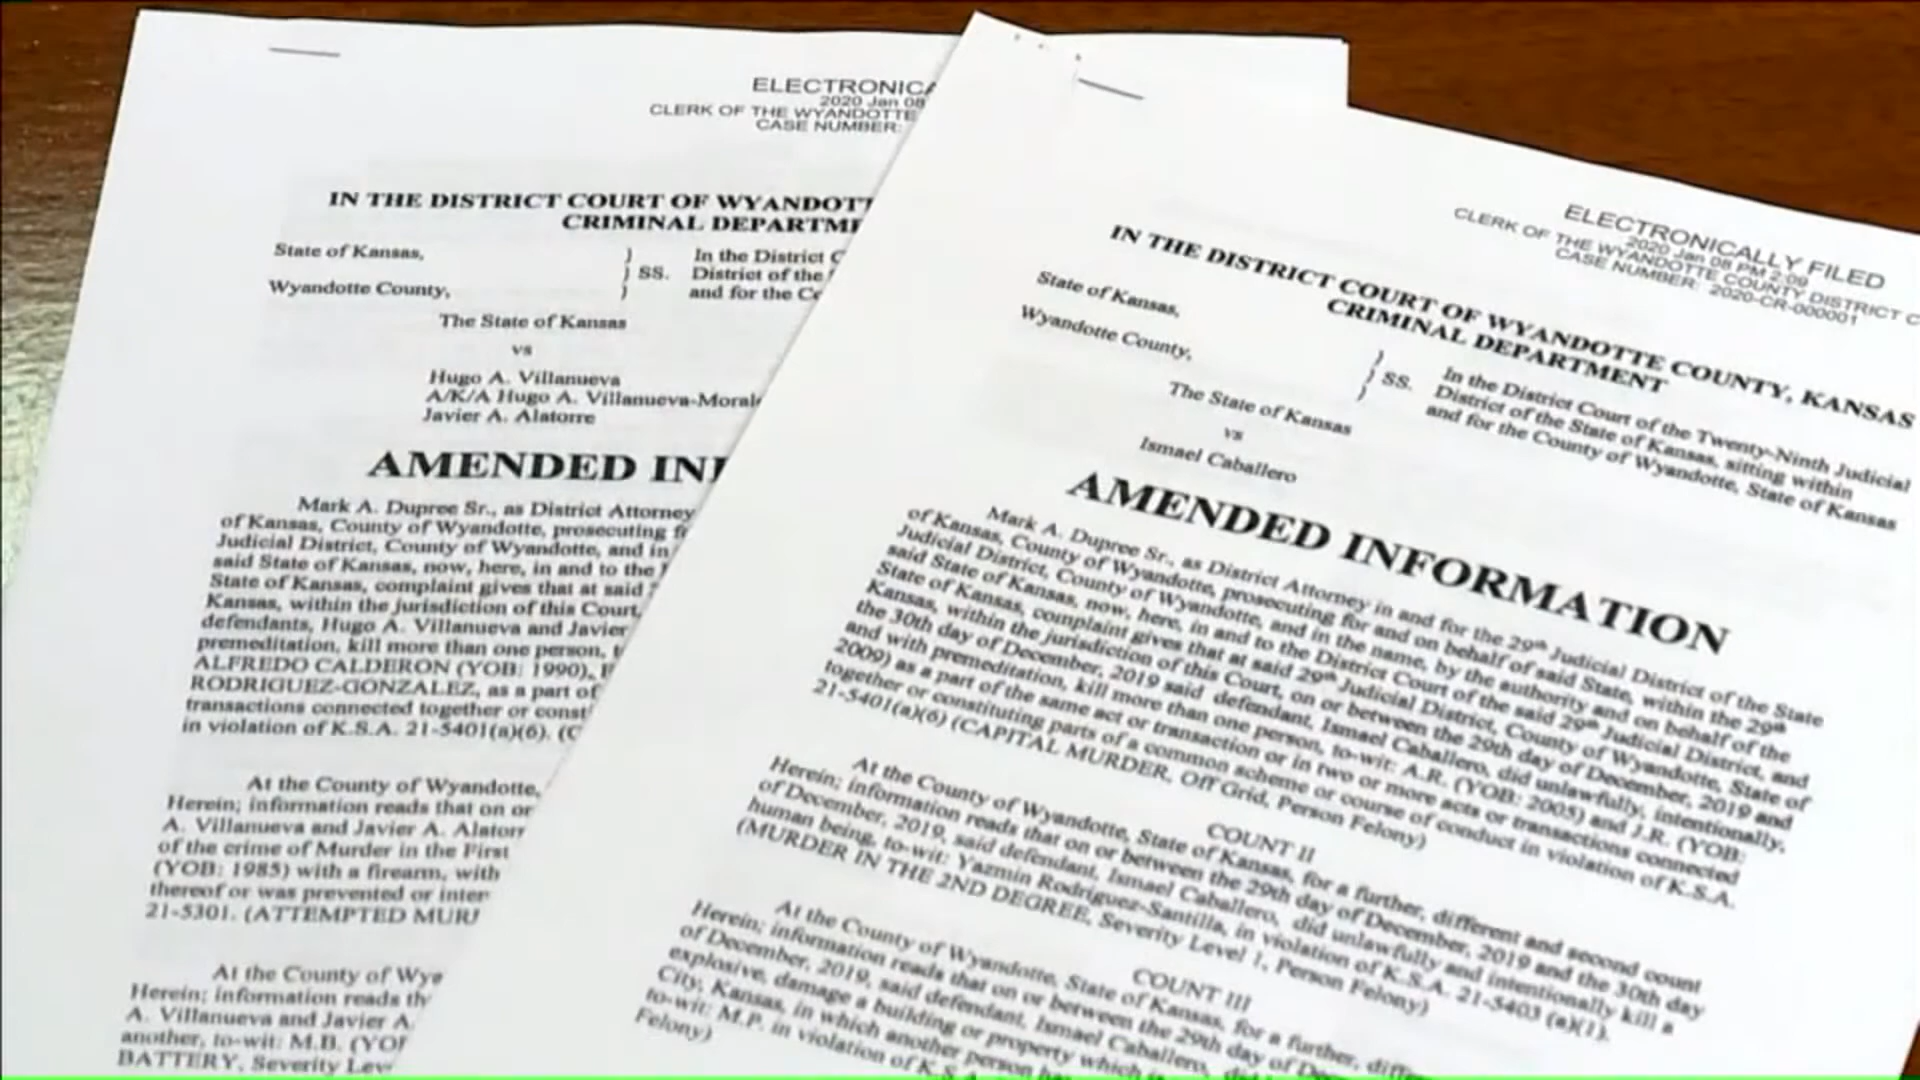 ELECTRONICA
2020 Jan 08
CLERK OF THE WYANDOTTE
CASE NUMBER:
IN THE DISTRICT COURT OF WYANDOTT
CRIMINAL DEPARTME
State of Kansas,
Wyandotte County,
} SS.
In the District C
District of the
and for the Co
The State of Kansas
vs
Hugo A. Villanueva
A/K/A Hugo A. Villanueva-Morale
Javier A. Alatorre
AMENDED INF
Mark A. Dupree Sr., as District Attorney
of Kansas, County of Wyandotte, prosecuting f
Judicial District, County of Wyandotte, and in
said State of Kansas, now, here, in and to the
State of Kansas, complaint gives that at said
Kansas, within the jurisdiction of this Court,
defendants, Hugo A. Villanueva and Javier
premeditation, kill more than one person, t
ALFREDO CALDERON (YOB: 1990),
RODRIGUEZ-GONZALEZ, as a part of
transactions connected together or const
in violation of K.S.A. 21-5401(a)(6). (C
At the County of Wyandotte,
Herein; information reads that on or
A. Villanueva and Javier A. Alatorr
of the crime of Murder in the First
(YOB: 1985) with a firearm, with
thereof or was prevented or inter
21-5301. (ATTEMPTED MUR
At the County of Wya
Herein; information reads th
A. Villanueva and Javier A.
another, to-wit: M.B. (YO
BATTERY, Severity Lev
ELECTRONICALLY FILED
2020 Jan 08 PM 2:09
CLERK OF THE WYANDOTTE COUNTY DISTRICT C
CASE NUMBER: 2020-CR-000001
IN THE DISTRICT COURT OF WYANDOTTE COUNTY, KANSAS
CRIMINAL DEPARTMENT
State of Kansas,
Wyandotte County,
} SS.
In the District Court of the Twenty-Ninth Judicial
District of the State of Kansas, sitting within
and for the County of Wyandotte, State of Kansas
The State of Kansas
vs
Ismael Caballero
AMENDED INFORMATION
Mark A. Dupree Sr., as District Attorney in and for the 29th Judicial District of the State
of Kansas, County of Wyandotte, prosecuting for and on behalf of said State, within the 29th
Judicial District, County of Wyandotte, and in the name, by the authority and on behalf of the
said State of Kansas, now, here, in and to the District Court of the said 29th Judicial District, and
State of Kansas, complaint gives that at said 29th Judicial District, County of Wyandotte, State of
Kansas, within the jurisdiction of this Court, on or between the 29th day of December, 2019 and
the 30th day of December, 2019 said defendant, Ismael Caballero, did unlawfully, intentionally,
and with premeditation, kill more than one person, to-wit: A.R. (YOB: 2005) and J.R. (YOB:
2009) as a part of the same act or transaction or in two or more acts or transactions connected
together or constituting parts of a common scheme or course of conduct in violation of K.S.A.
21-5401(a)(6) (CAPITAL MURDER, Off Grid, Person Felony)
COUNT II
At the County of Wyandotte, State of Kansas, for a further, different and second count
Herein; information reads that on or between the 29th day of December, 2019 and the 30th day
of December, 2019, said defendant, Ismael Caballero, did unlawfully and intentionally kill a
human being, to-wit: Yazmin Rodriguez-Santilla, in violation of K.S.A. 21-5403 (a)(1).
(MURDER IN THE 2ND DEGREE, Severity Level 1, Person Felony)
COUNT III
At the County of Wyandotte, State of Kansas, for a further, diffe
Herein; information reads that on or between the 29th day of Dece
of December, 2019, said defendant, Ismael Caballero,
explosive, damage a building or property which
City, Kansas, in which another person ha
to-wit: M.P. in violation of K.S.A.
Felony)